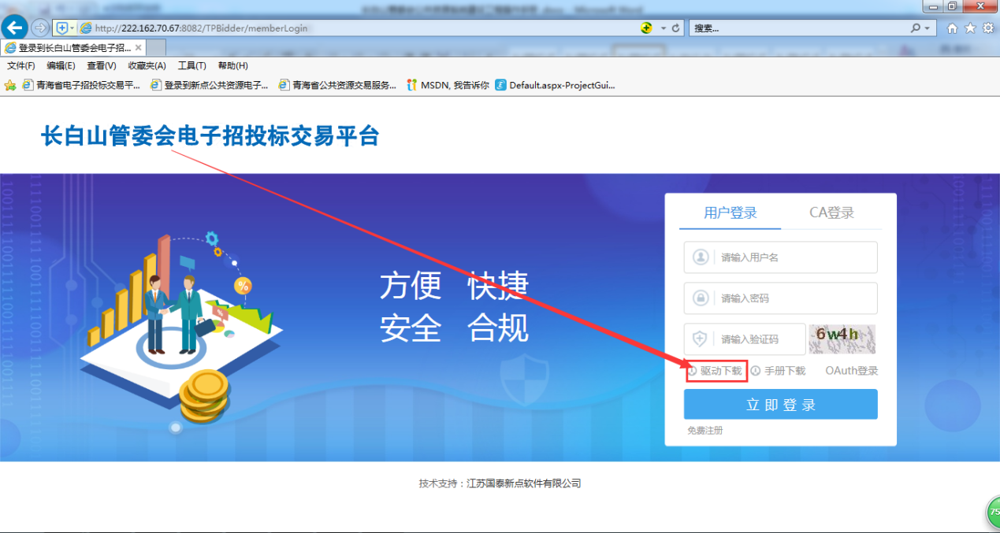 http://222.162.70.67:8082/TPBidder/memberLogin
搜索...
登录到长白山管委会电子招...
文件(F) 编辑(E) 查看(V) 收藏夹(A) 工具(T) 帮助(H)
青海省电子招投标交易平... 登录到新点公共资源电子... 青海省公共资源交易服务... MSDN, 我告诉你 Default.aspx-ProjectGui...
长白山管委会电子招投标交易平台
用户登录 CA登录
请输入用户名
方便 快捷
请输入密码
安全 合规
请输入验证码 6w4h
驱动下载 手册下载 OAuth登录
立即登录
免费注册
技术支持：江苏国泰新点软件有限公司
75